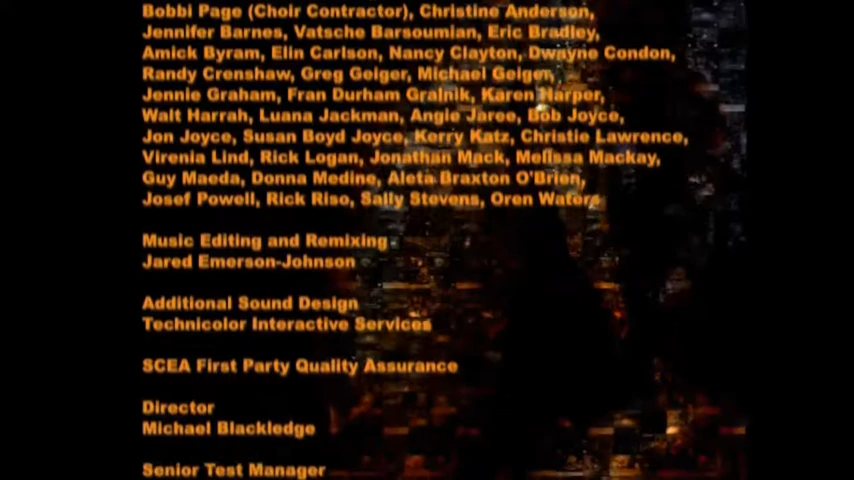 Bobbi Page (Choir Contractor), Christine Anderson,
Jennifer Barnes, Vatsche Barsoumian, Eric Bradley,
Amick Byram, Elin Carlson, Nancy Clayton, Dwayne Condon,
Randy Crenshaw, Greg Geiger, Michael Geiger,
Jennie Graham, Fran Durham Gralnik, Karen Harper,
Walt Harrah, Luana Jackman, Angie Jaree, Bob Joyce,
Jon Joyce, Susan Boyd Joyce, Kerry Katz, Christie Lawrence,
Virenia Lind, Rick Logan, Jonathan Mack, Melissa Mackay,
Guy Maeda, Donna Medine, Aleta Braxton O'Brien,
Josef Powell, Rick Riso, Sally Stevens, Oren Waters
Music Editing and Remixing
Jared Emerson-Johnson
Additional Sound Design
Technicolor Interactive Services
SCEA First Party Quality Assurance
Director
Michael Blackledge
Senior Test Manager